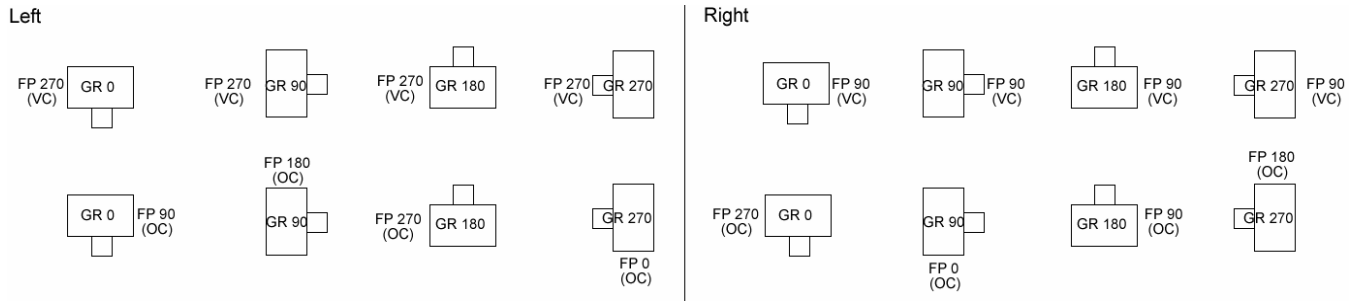 Left
Right
FP 270
(VC)
GR 0
FP 270
(VC)
GR 90
FP 270
(VC)
GR 180
FP 270
(VC)
GR 270
GR 0
FP 90
(VC)
GR 90
FP 90
(VC)
GR 180
FP 90
(VC)
GR 270
FP 90
(VC)
GR 0
FP 90
(OC)
FP 180
(OC)
GR 90
FP 270
(OC)
GR 180
GR 270
FP 0
(OC)
FP 270
(OC)
GR 0
GR 90
FP 0
(OC)
GR 180
FP 90
(OC)
FP 180
(OC)
GR 270